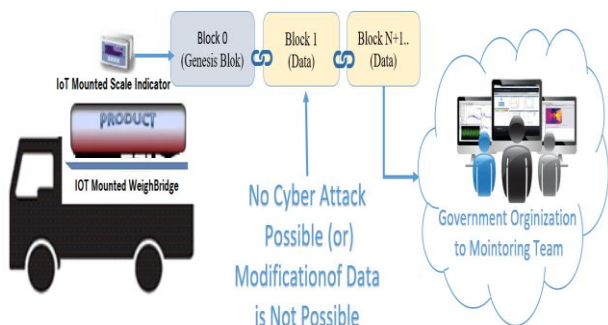 Block 0
(Genesis Blok)
Block 1
(Data)
Block N+1..
(Data)
IoT Mounted Scale Indicator
PRODUCT
IOT Mounted WeighBridge
No Cyber Attack
Possible (or)
Modificationof Data
is Not Possible
Government Orginization
to Mointoring Team